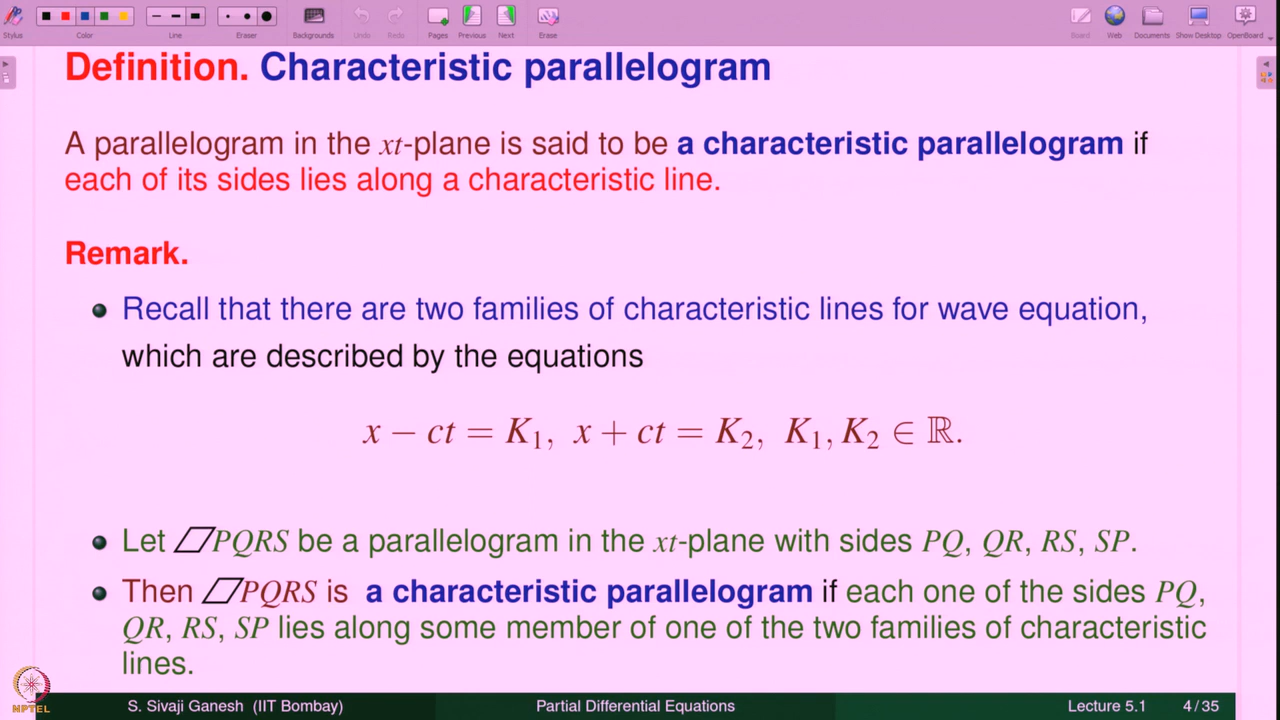 Stylus Color Line Eraser Backgrounds Undo Redo Pages Previous Next Erase Board Web Documents Show Desktop OpenBoard
Definition. Characteristic parallelogram
A parallelogram in the xt-plane is said to be a characteristic parallelogram if
each of its sides lies along a characteristic line.
Remark.
Recall that there are two families of characteristic lines for wave equation,
which are described by the equations
x − ct = K₁, x + ct = K₂, K₁, K₂ ∈ ℝ.
Let ▱PQRS be a parallelogram in the xt-plane with sides PQ, QR, RS, SP.
Then ▱PQRS is a characteristic parallelogram if each one of the sides PQ,
QR, RS, SP lies along some member of one of the two families of characteristic
lines.
NPTEL
S. Sivaji Ganesh (IIT Bombay) Partial Differential Equations Lecture 5.1 4 / 35